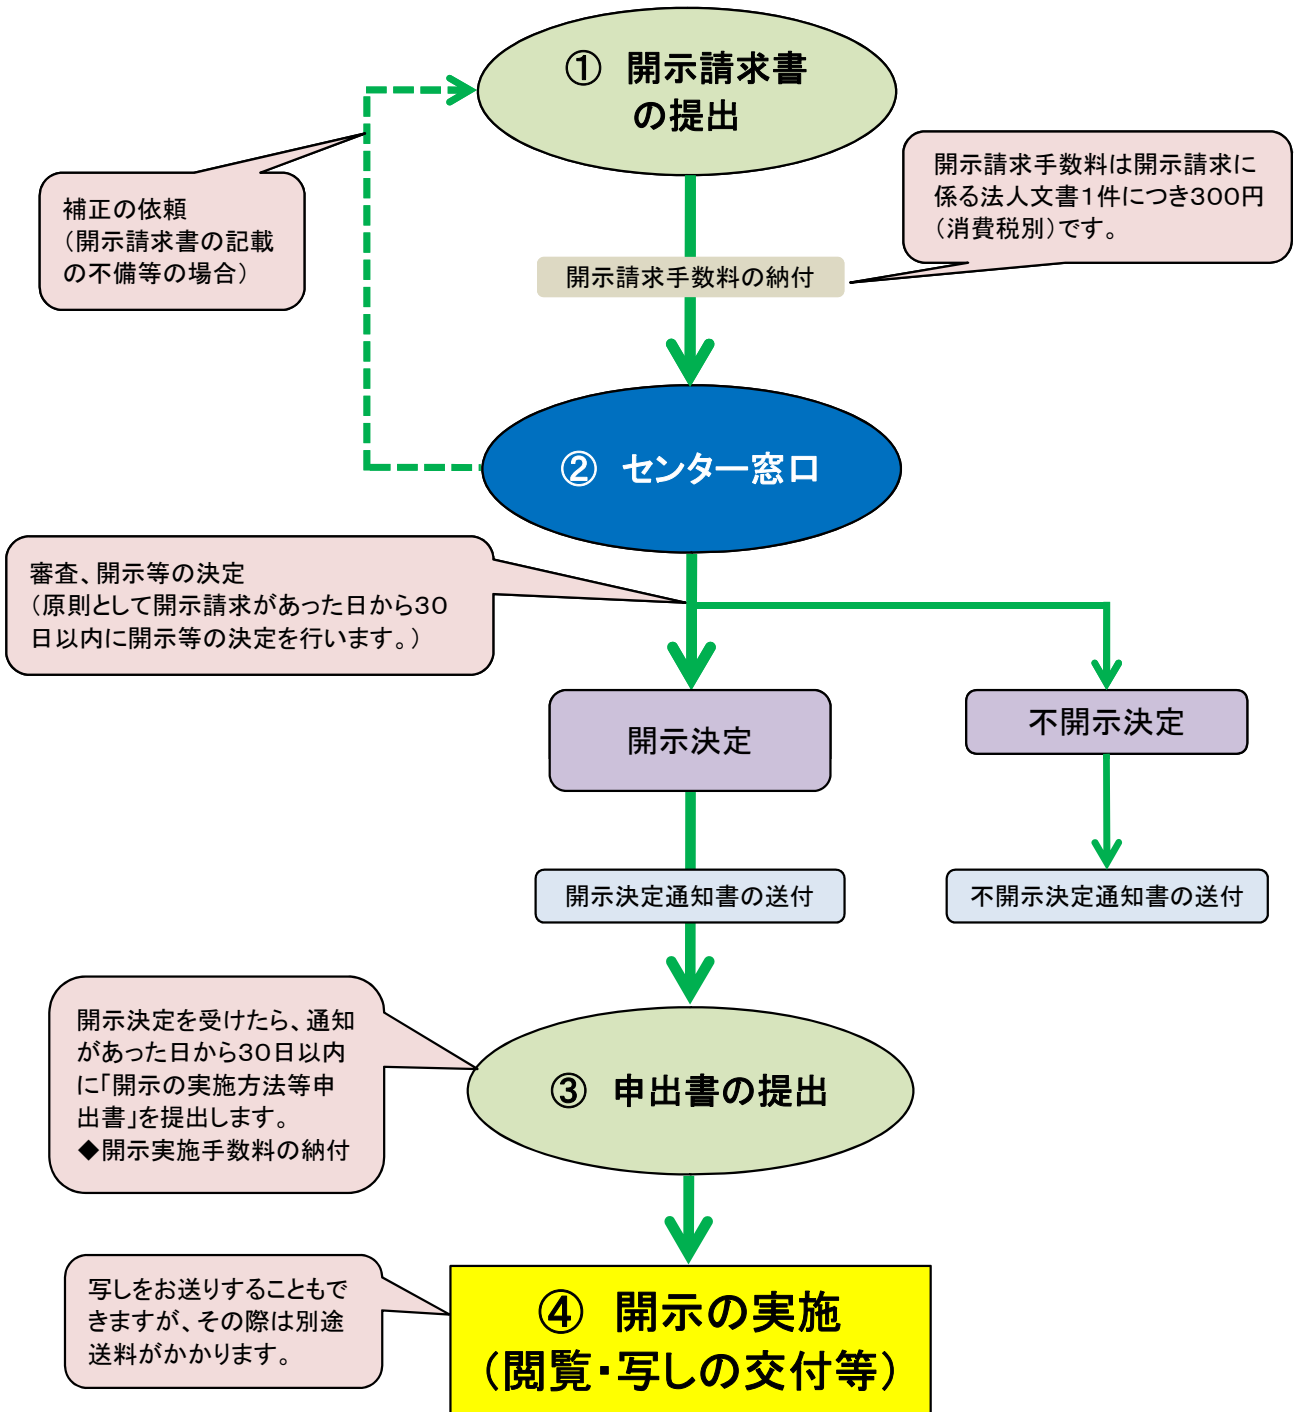 ① 開示請求書
の提出
開示請求手数料は開示請求に
係る法人文書1件につき300円
（消費税別）です。
補正の依頼
（開示請求書の記載
の不備等の場合）
開示請求手数料の納付
② センター窓口
審査、開示等の決定
（原則として開示請求があった日から30
日以内に開示等の決定を行います。）
開示決定
不開示決定
開示決定通知書の送付
不開示決定通知書の送付
開示決定を受けたら、通知
があった日から30日以内
に「開示の実施方法等申
出書」を提出します。
◆開示実施手数料の納付
③ 申出書の提出
写しをお送りすることもで
きますが、その際は別途
送料がかかります。
④ 開示の実施
（閲覧・写しの交付等）